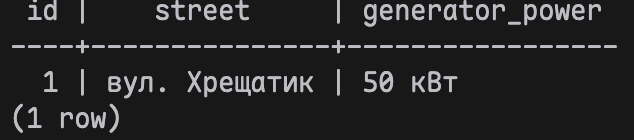 id | street | generator_power
----+---------------+-----------------
1 | вул. Хрещатик | 50 кВт
(1 row)